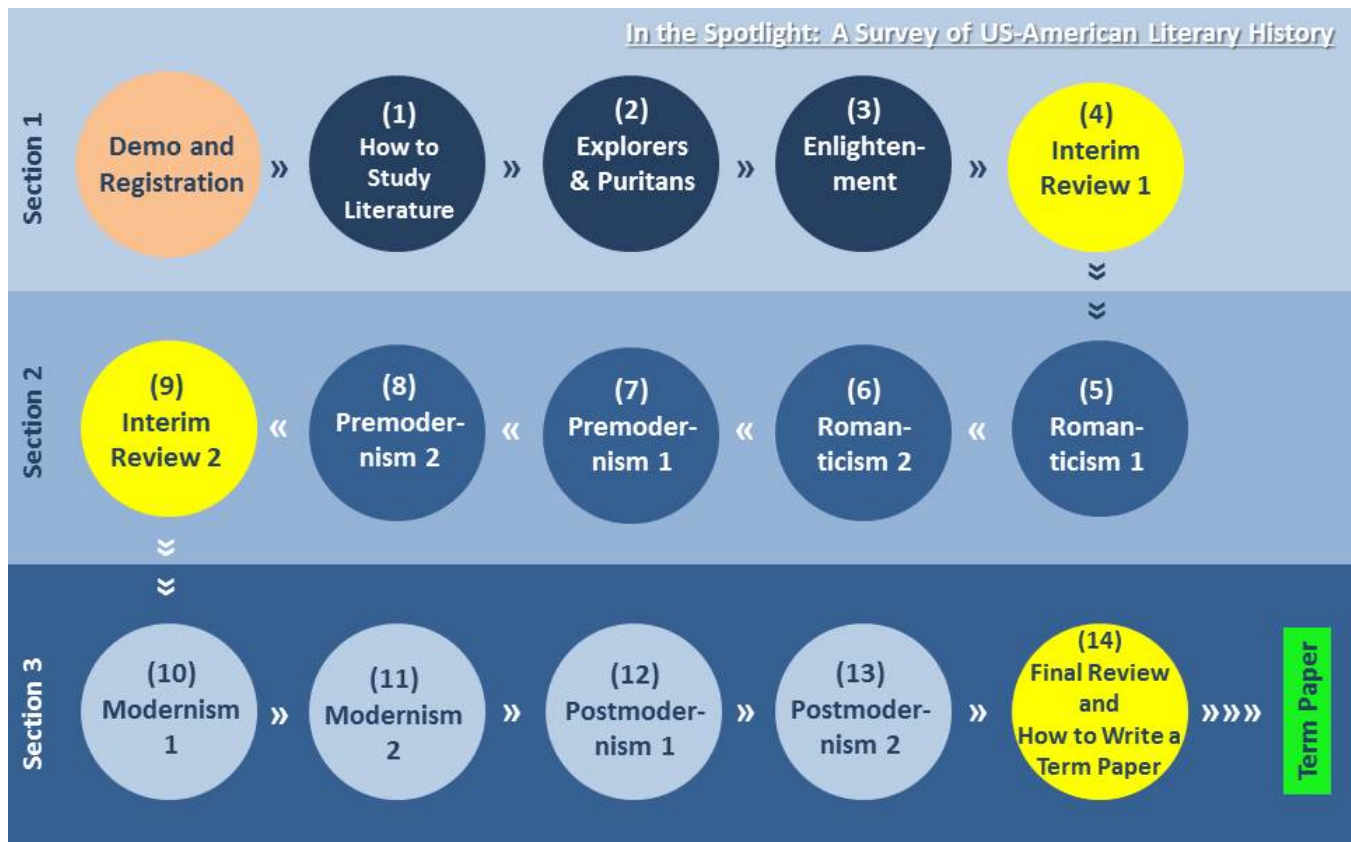 In the Spotlight: A Survey of US-American Literary History
Section 1
Demo and
Registration
»
(1)
How to
Study
Literature
»
(2)
Explorers
& Puritans
»
(3)
Enlighten-
ment
»
(4)
Interim
Review 1
»
»
Section 2
(5)
Roman-
ticism 1
«
(6)
Roman-
ticism 2
«
(7)
Premoder-
nism 1
«
(8)
Premoder-
nism 2
«
(9)
Interim
Review 2
»
»
Section 3
(10)
Modernism
1
»
(11)
Modernism
2
»
(12)
Postmoder-
nism 1
»
(13)
Postmoder-
nism 2
»
(14)
Final Review
and
How to Write a
Term Paper
»»»
Term Paper